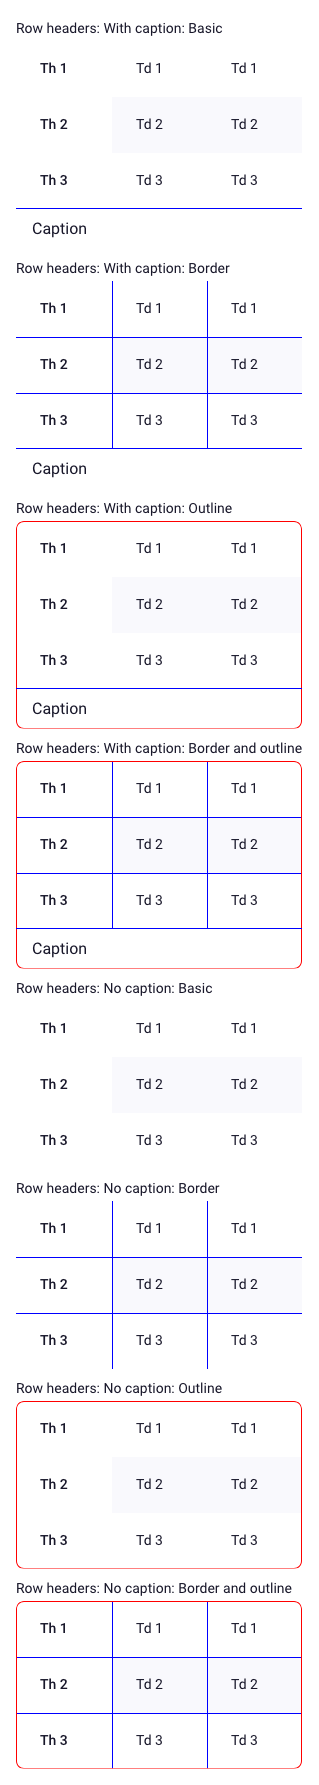 Row headers: With caption: Basic
Th 1 Td 1 Td 1
Th 2 Td 2 Td 2
Th 3 Td 3 Td 3
Caption
Row headers: With caption: Border
Th 1 Td 1 Td 1
Th 2 Td 2 Td 2
Th 3 Td 3 Td 3
Caption
Row headers: With caption: Outline
Th 1 Td 1 Td 1
Th 2 Td 2 Td 2
Th 3 Td 3 Td 3
Caption
Row headers: With caption: Border and outline
Th 1 Td 1 Td 1
Th 2 Td 2 Td 2
Th 3 Td 3 Td 3
Caption
Row headers: No caption: Basic
Th 1 Td 1 Td 1
Th 2 Td 2 Td 2
Th 3 Td 3 Td 3
Row headers: No caption: Border
Th 1 Td 1 Td 1
Th 2 Td 2 Td 2
Th 3 Td 3 Td 3
Row headers: No caption: Outline
Th 1 Td 1 Td 1
Th 2 Td 2 Td 2
Th 3 Td 3 Td 3
Row headers: No caption: Border and outline
Th 1 Td 1 Td 1
Th 2 Td 2 Td 2
Th 3 Td 3 Td 3